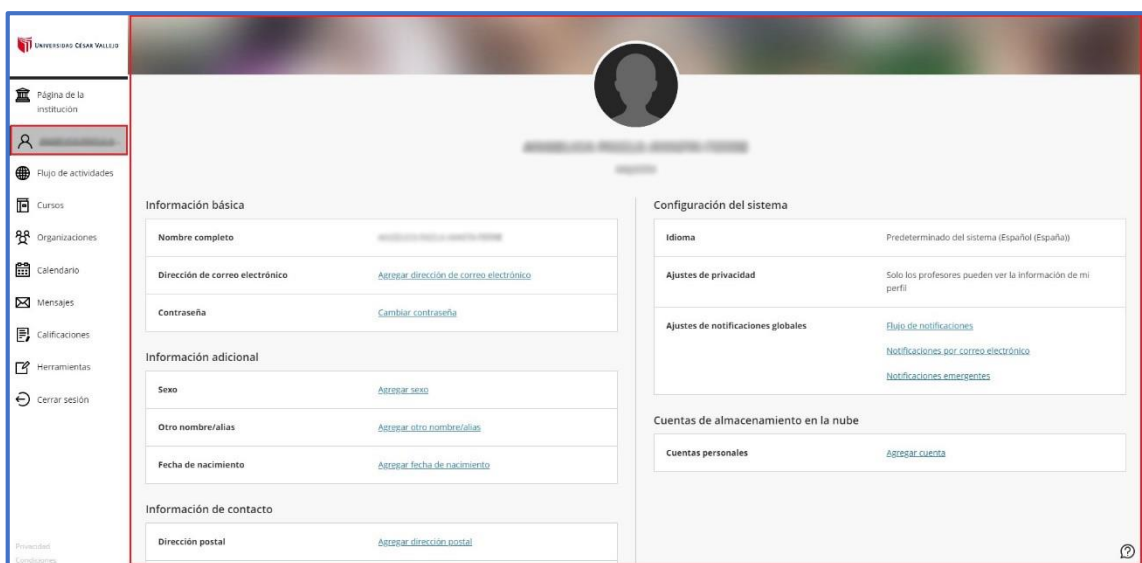 UNIVERSIDAD CÉSAR VALLEJO
Página de la
institución
Flujo de actividades
Cursos
Organizaciones
Calendario
Mensajes
Calificaciones
Herramientas
Cerrar sesión
Privacidad
Condiciones
Información básica
Nombre completo
Dirección de correo electrónico Agregar dirección de correo electrónico
Contraseña Cambiar contraseña
Información adicional
Sexo Agregar sexo
Otro nombre/alias Agregar otro nombre/alias
Fecha de nacimiento Agregar fecha de nacimiento
Información de contacto
Dirección postal Agregar dirección postal
Configuración del sistema
Idioma Predeterminado del sistema (Español (España))
Ajustes de privacidad Solo los profesores pueden ver la información de mi
perfil
Ajustes de notificaciones globales Flujo de notificaciones
Notificaciones por correo electrónico
Notificaciones emergentes
Cuentas de almacenamiento en la nube
Cuentas personales Agregar cuenta